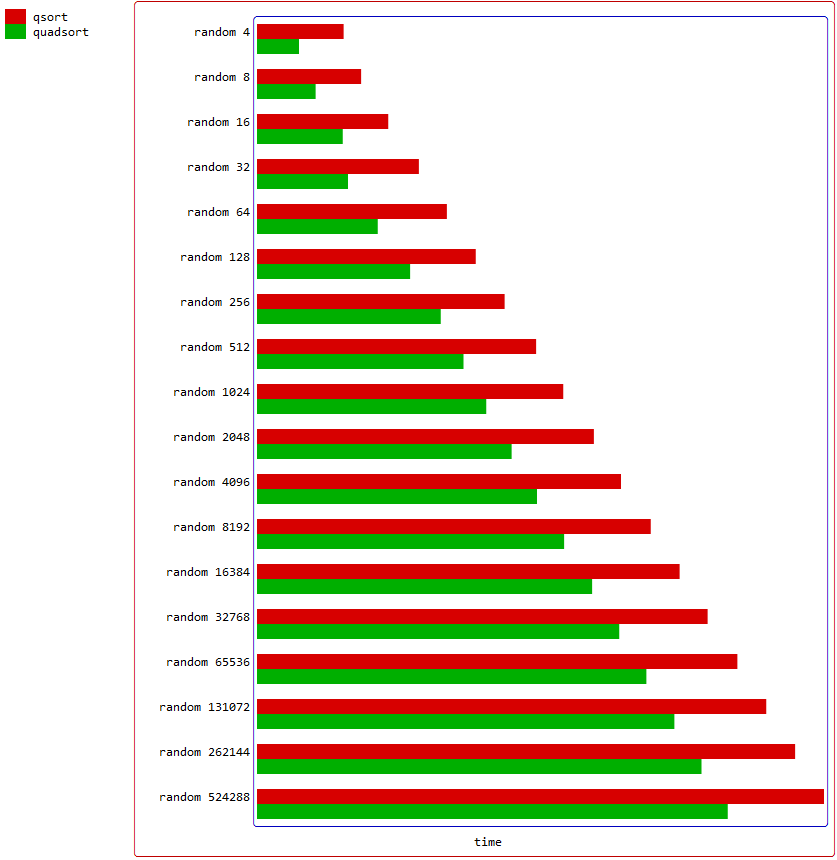 qsort
quadsort
random 4
random 8
random 16
random 32
random 64
random 128
random 256
random 512
random 1024
random 2048
random 4096
random 8192
random 16384
random 32768
random 65536
random 131072
random 262144
random 524288
time